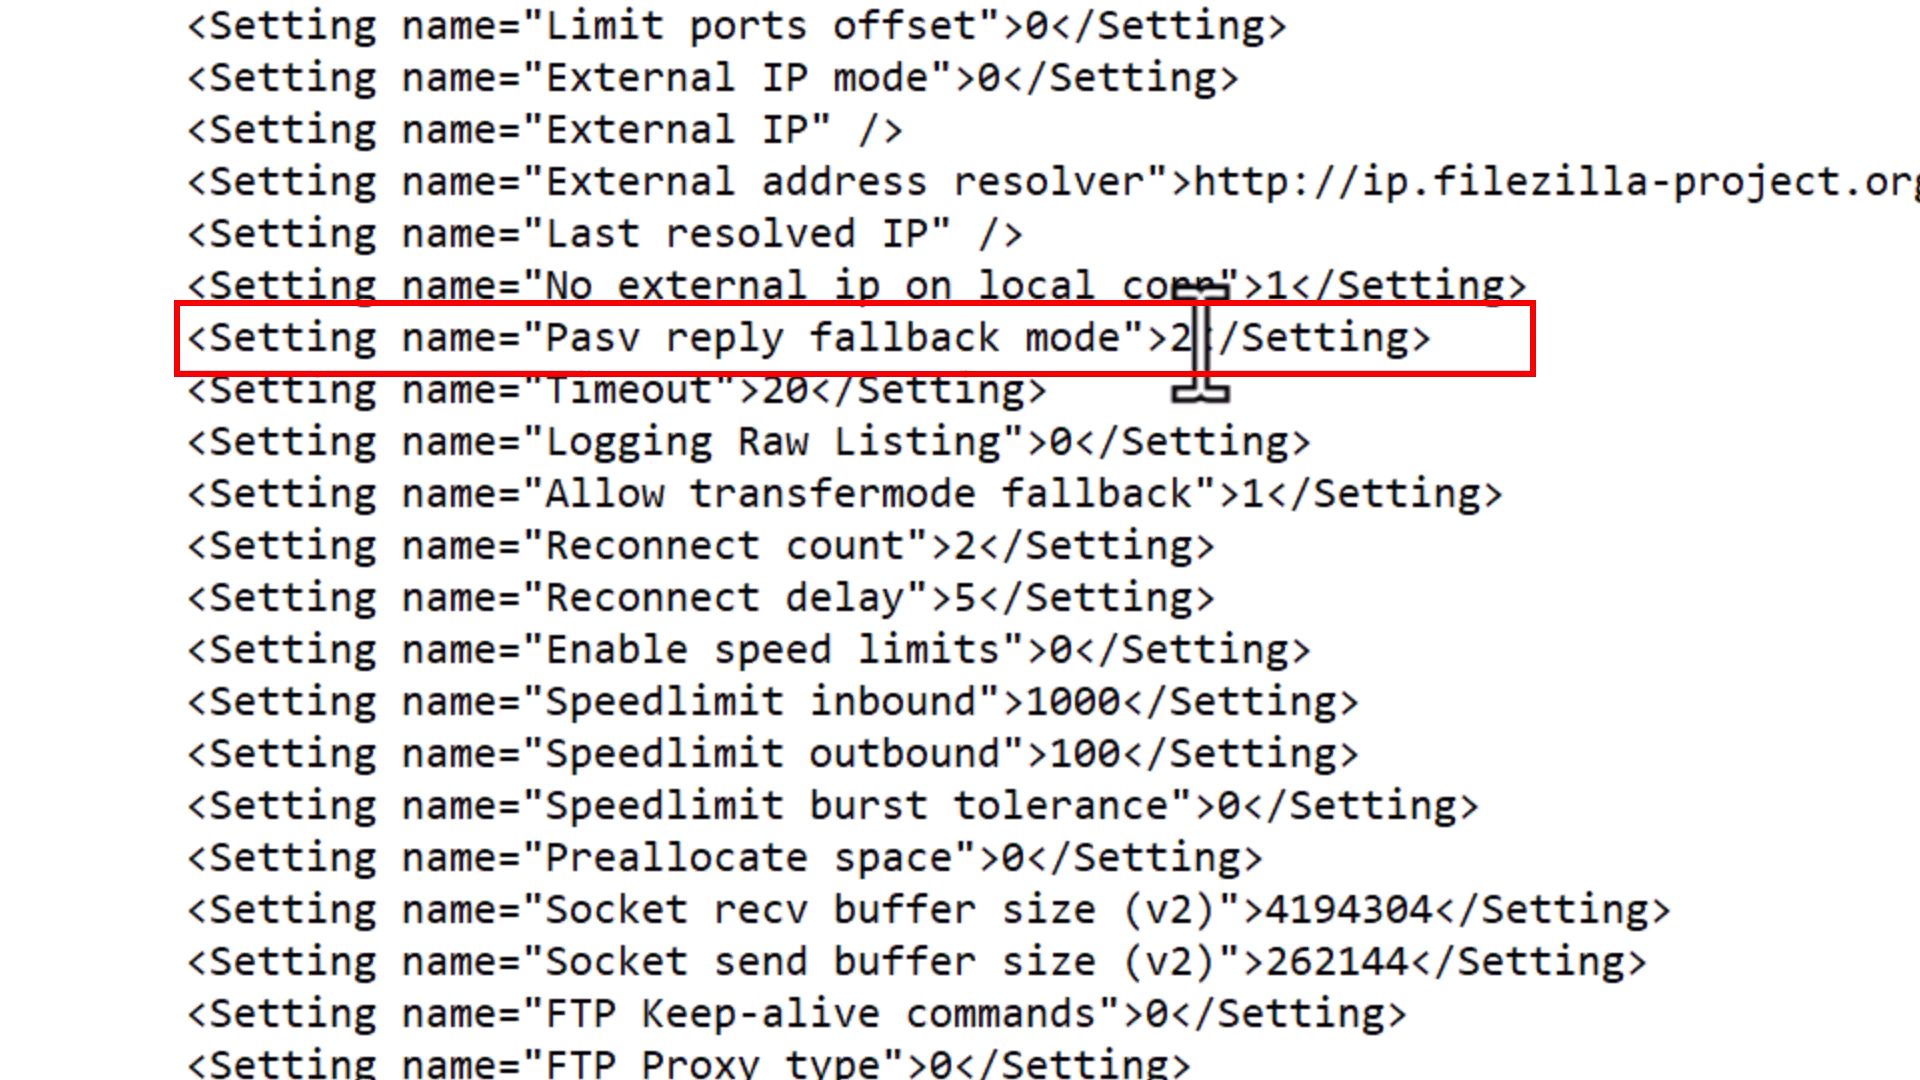 <Setting name="Limit ports offset">0</Setting>
<Setting name="External IP mode">0</Setting>
<Setting name="External IP" />
<Setting name="External address resolver">http://ip.filezilla-project.org
<Setting name="Last resolved IP" />
<Setting name="No external ip on local conn">1</Setting>
<Setting name="Pasv reply fallback mode">2</Setting>
<Setting name="Timeout">20</Setting>
<Setting name="Logging Raw Listing">0</Setting>
<Setting name="Allow transfermode fallback">1</Setting>
<Setting name="Reconnect count">2</Setting>
<Setting name="Reconnect delay">5</Setting>
<Setting name="Enable speed limits">0</Setting>
<Setting name="Speedlimit inbound">1000</Setting>
<Setting name="Speedlimit outbound">100</Setting>
<Setting name="Speedlimit burst tolerance">0</Setting>
<Setting name="Preallocate space">0</Setting>
<Setting name="Socket recv buffer size (v2)">4194304</Setting>
<Setting name="Socket send buffer size (v2)">262144</Setting>
<Setting name="FTP Keep-alive commands">0</Setting>
<Setting name="FTP Proxy type">0</Setting>